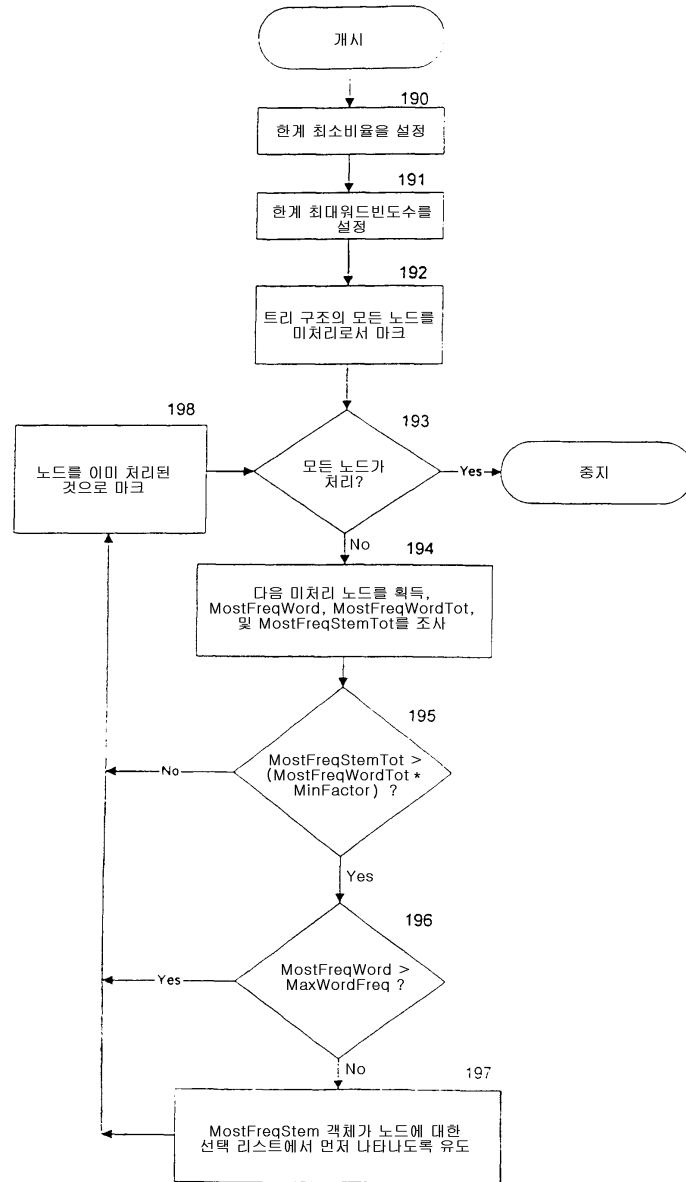 개시
190
한계 최소비율을 설정
191
한계 최대워드빈도수를
설정
192
트리 구조의 모든 노드를
미처리로서 마크
198
노드를 이미 처리된
것으로 마크
193
모든 노드가
처리?
Yes
중지
No
194
다음 미처리 노드를 획득,
MostFreqWord, MostFreqWordTot,
및 MostFreqStemTot를 조사
195
MostFreqStemTot >
(MostFreqWordTot *
MinFactor) ?
No
Yes
196
MostFreqWord >
MaxWordFreq ?
Yes
No
197
MostFreqStem 객체가 노드에 대한
선택 리스트에서 먼저 나타나도록 유도